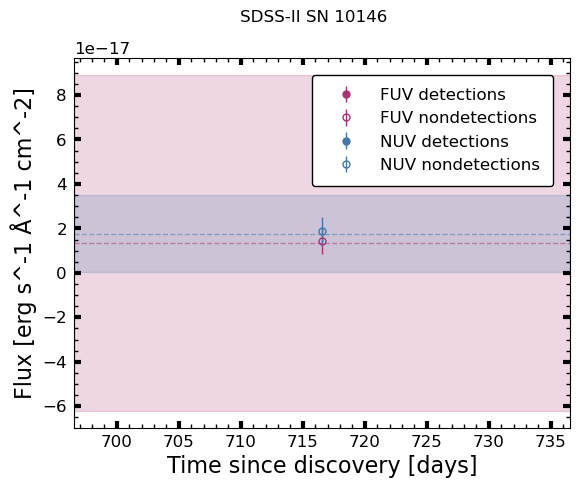 SDSS-II SN 10146
1e−17
FUV detections
FUV nondetections
NUV detections
NUV nondetections
8
6
4
2
0
−2
−4
−6
Flux [erg s^-1 Å^-1 cm^-2]
700 705 710 715 720 725 730 735
Time since discovery [days]